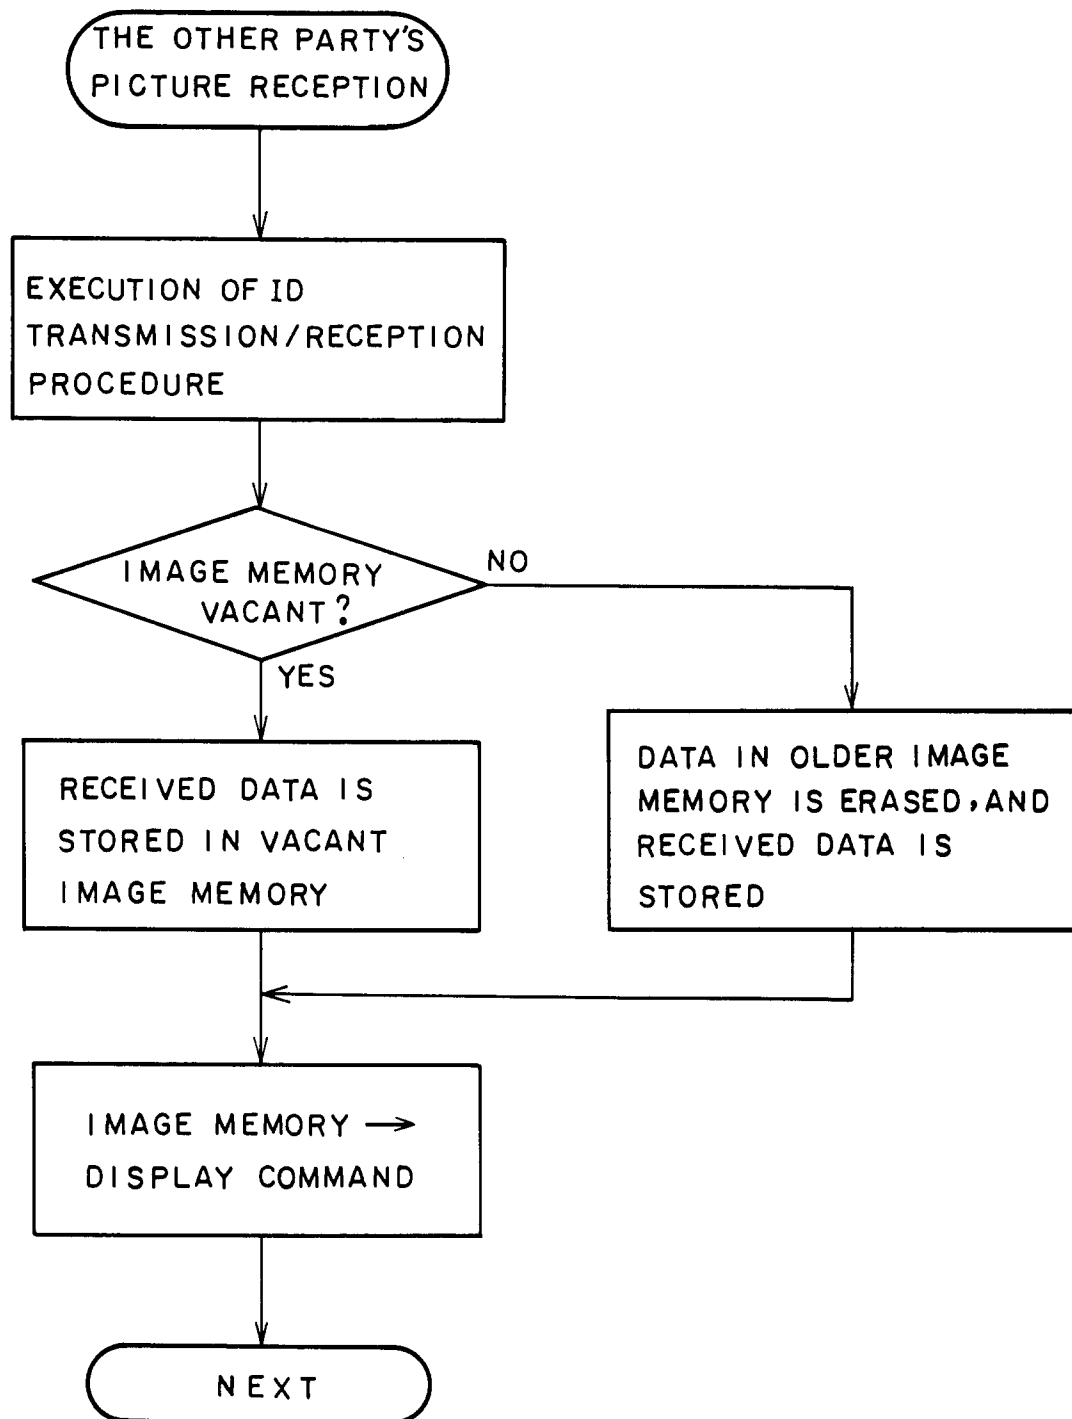 THE OTHER PARTY'S
PICTURE RECEPTION
EXECUTION OF ID
TRANSMISSION/RECEPTION
PROCEDURE
IMAGE MEMORY
VACANT?
NO
YES
RECEIVED DATA IS
STORED IN VACANT
IMAGE MEMORY
DATA IN OLDER IMAGE
MEMORY IS ERASED, AND
RECEIVED DATA IS
STORED
IMAGE MEMORY →
DISPLAY COMMAND
NEXT